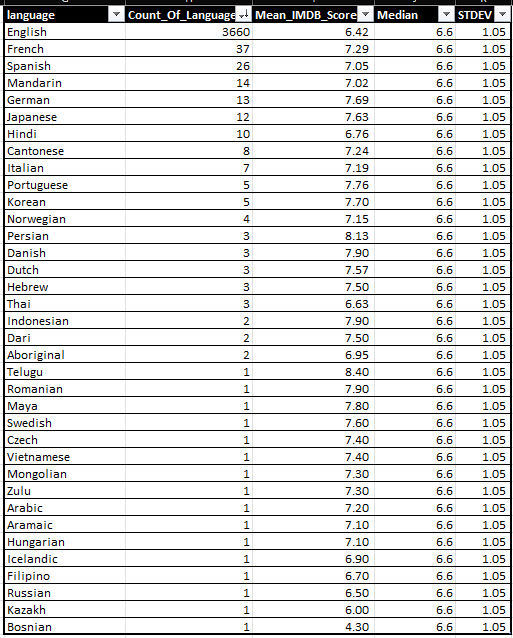 language Count_Of_Language Mean_IMDB_Score Median STDEV
English 3660 6.42 6.6 1.05
French 37 7.29 6.6 1.05
Spanish 26 7.05 6.6 1.05
Mandarin 14 7.02 6.6 1.05
German 13 7.69 6.6 1.05
Japanese 12 7.63 6.6 1.05
Hindi 10 6.76 6.6 1.05
Cantonese 8 7.24 6.6 1.05
Italian 7 7.19 6.6 1.05
Portuguese 5 7.76 6.6 1.05
Korean 5 7.70 6.6 1.05
Norwegian 4 7.15 6.6 1.05
Persian 3 8.13 6.6 1.05
Danish 3 7.90 6.6 1.05
Dutch 3 7.57 6.6 1.05
Hebrew 3 7.50 6.6 1.05
Thai 3 6.63 6.6 1.05
Indonesian 2 7.90 6.6 1.05
Dari 2 7.50 6.6 1.05
Aboriginal 2 6.95 6.6 1.05
Telugu 1 8.40 6.6 1.05
Romanian 1 7.90 6.6 1.05
Maya 1 7.80 6.6 1.05
Swedish 1 7.60 6.6 1.05
Czech 1 7.40 6.6 1.05
Vietnamese 1 7.40 6.6 1.05
Mongolian 1 7.30 6.6 1.05
Zulu 1 7.30 6.6 1.05
Arabic 1 7.20 6.6 1.05
Aramaic 1 7.10 6.6 1.05
Hungarian 1 7.10 6.6 1.05
Icelandic 1 6.90 6.6 1.05
Filipino 1 6.70 6.6 1.05
Russian 1 6.50 6.6 1.05
Kazakh 1 6.00 6.6 1.05
Bosnian 1 4.30 6.6 1.05